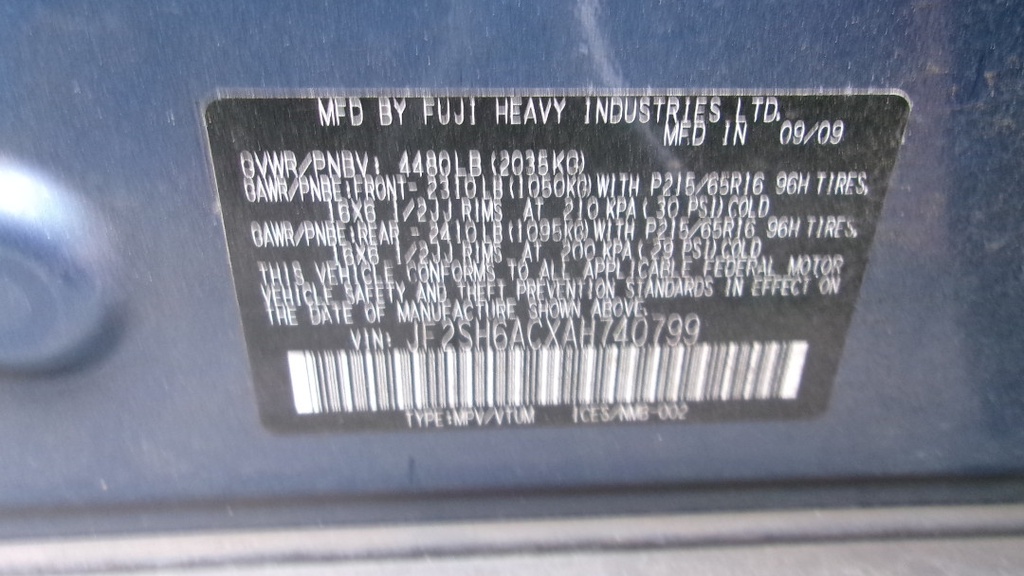 MFD BY FUJI HEAVY INDUSTRIES LTD.
MFD IN 09/09
GVWR/PNBV: 4480LB(2035KG)
GAWR/PNBE:FRONT- 2310LB(1050KG)WITH P215/65R16 96H TIRES,
16X6 1/2JJ RIMS AT 210 KPA( 30 PSI)COLD
GAWR/PNBE:REAR - 2410LB(1095KG)WITH P215/65R16 96H TIRES,
16X6 1/2JJ RIMS AT 200 KPA( 29 PSI)COLD
THIS VEHICLE CONFORMS TO ALL APPLICABLE FEDERAL MOTOR
VEHICLE SAFETY AND THEFT PREVENTION STANDARDS IN EFFECT ON
THE DATE OF MANUFACTURE SHOWN ABOVE.
VIN: JF2SH6ACXAH740799
TYPE:MPV/VTUM ICES/NMB-002